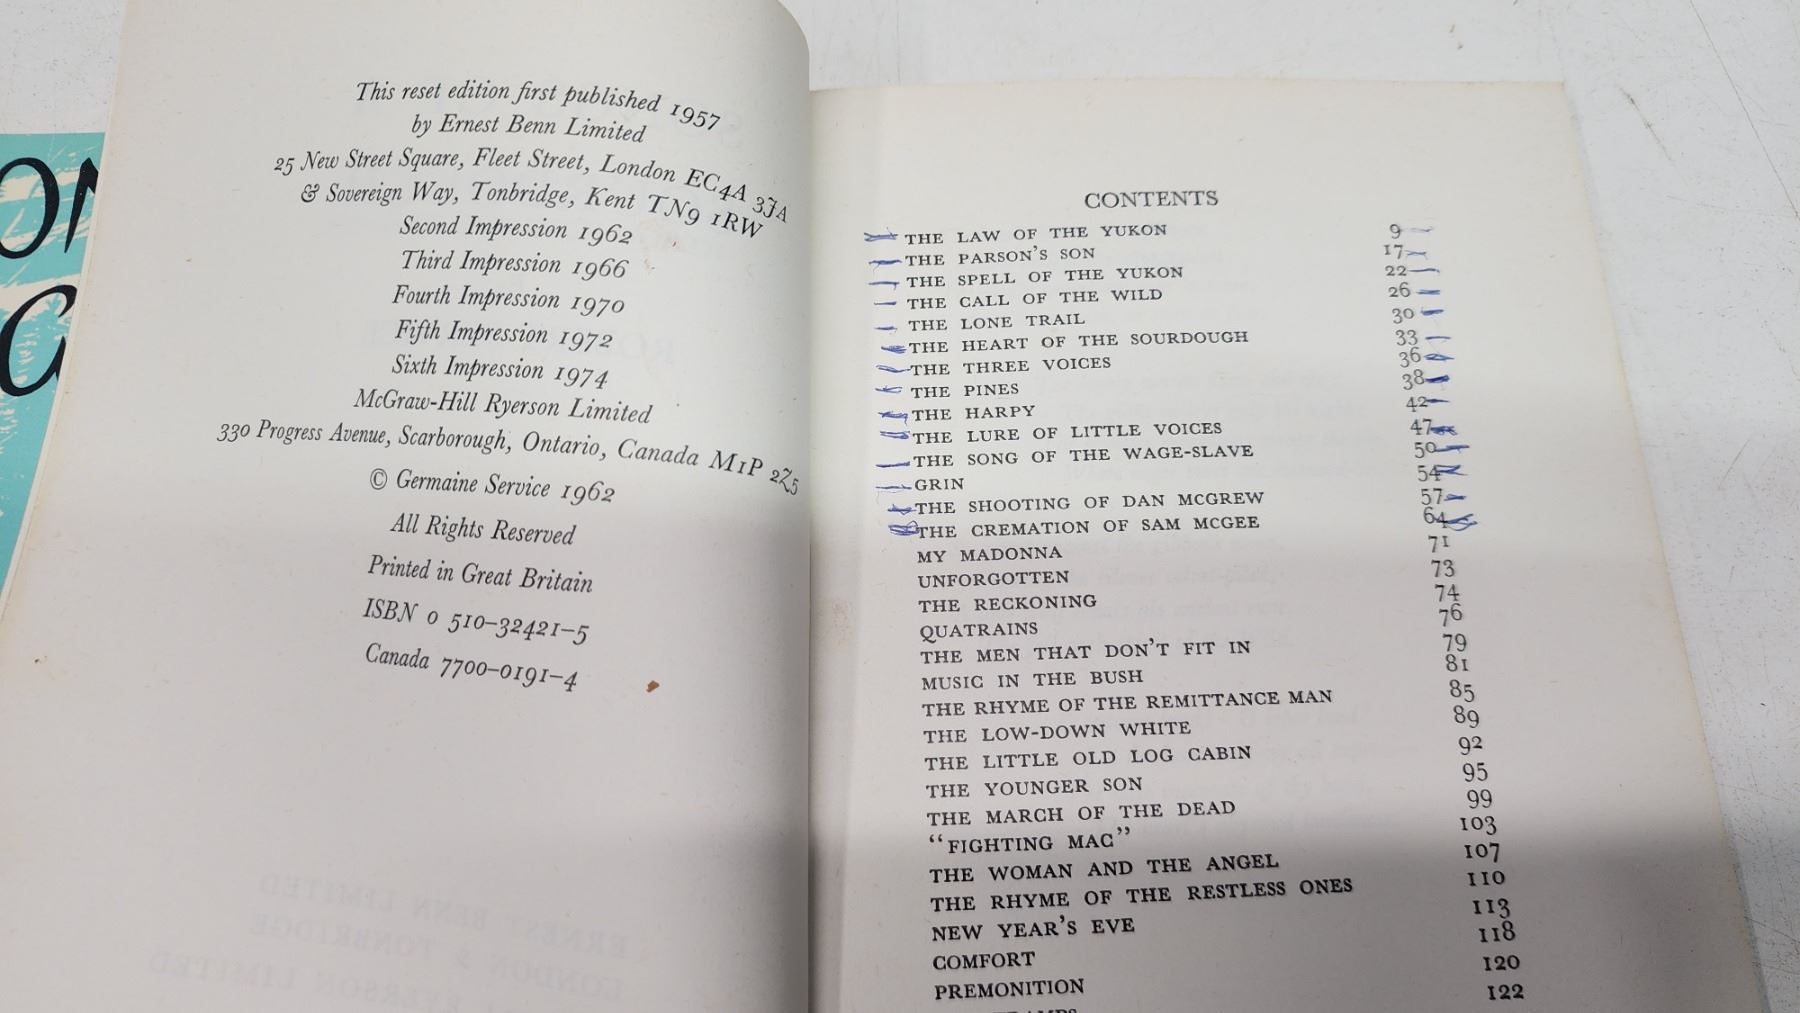 This reset edition first published 1957
by Ernest Benn Limited
25 New Street Square, Fleet Street, London EC4A 3JA
& Sovereign Way, Tonbridge, Kent TN9 1RW
Second Impression 1962
Third Impression 1966
Fourth Impression 1970
Fifth Impression 1972
Sixth Impression 1974
McGraw-Hill Ryerson Limited
330 Progress Avenue, Scarborough, Ontario, Canada M1P 2Z5
© Germaine Service 1962
All Rights Reserved
Printed in Great Britain
ISBN 0 510-32421-5
Canada 7700-0191-4
CONTENTS
THE LAW OF THE YUKON 9
THE PARSON'S SON 17
THE SPELL OF THE YUKON 22
THE CALL OF THE WILD 26
THE LONE TRAIL 30
THE HEART OF THE SOURDOUGH 33
THE THREE VOICES 36
THE PINES 38
THE HARPY 42
THE LURE OF LITTLE VOICES 47
THE SONG OF THE WAGE-SLAVE 50
GRIN 54
THE SHOOTING OF DAN MCGREW 57
THE CREMATION OF SAM MCGEE 64
MY MADONNA 71
UNFORGOTTEN 73
THE RECKONING 74
QUATRAINS 76
THE MEN THAT DON'T FIT IN 79
MUSIC IN THE BUSH 81
THE RHYME OF THE REMITTANCE MAN 85
THE LOW-DOWN WHITE 89
THE LITTLE OLD LOG CABIN 92
THE YOUNGER SON 95
THE MARCH OF THE DEAD 99
"FIGHTING MAC" 103
THE WOMAN AND THE ANGEL 107
THE RHYME OF THE RESTLESS ONES 110
NEW YEAR'S EVE 113
COMFORT 118
PREMONITION 120
122